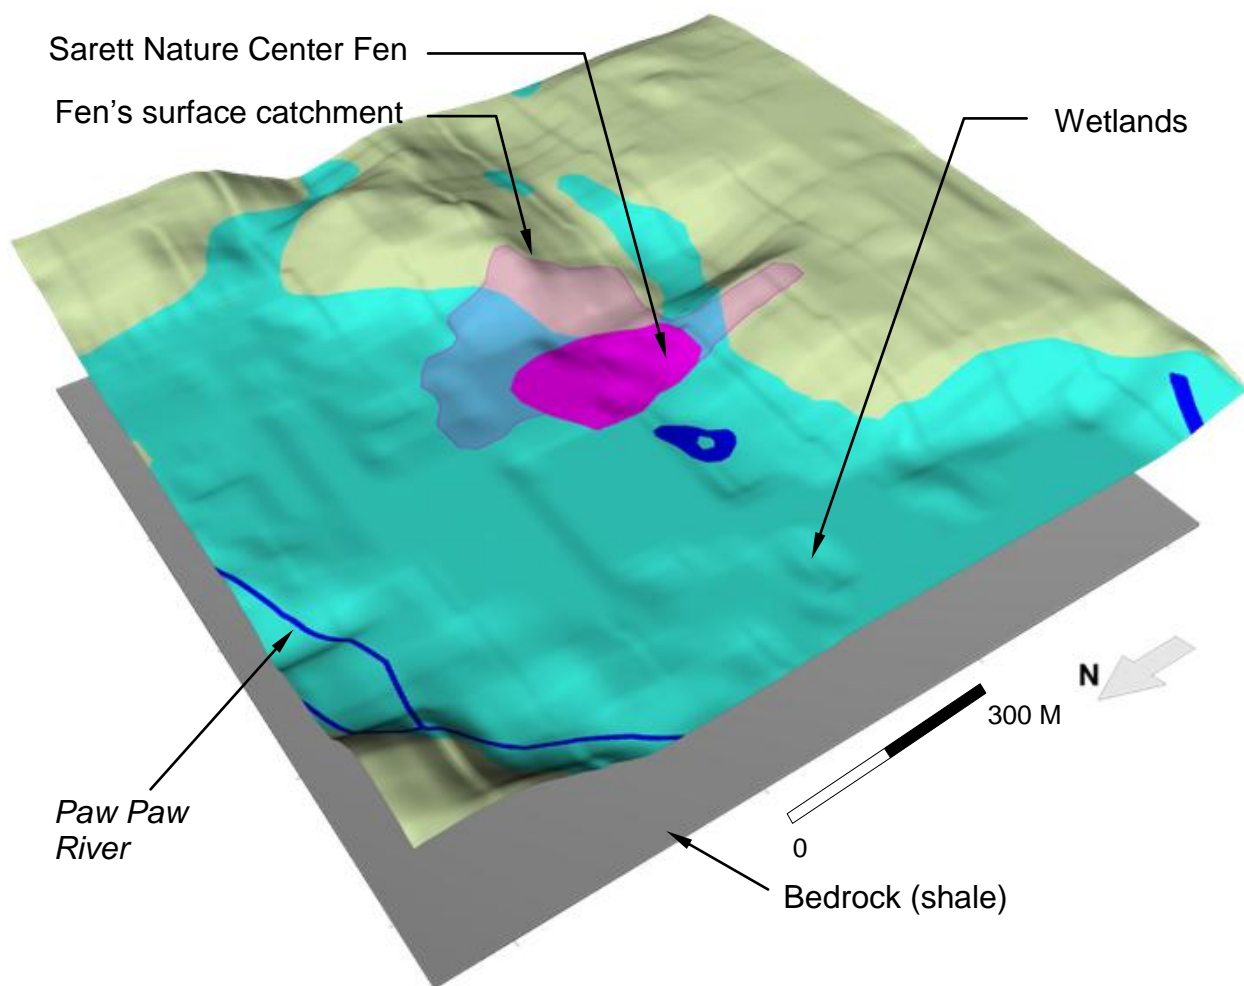 Sarett Nature Center Fen
Fen's surface catchment
Wetlands
N
300 M
0
Paw Paw
River
Bedrock (shale)